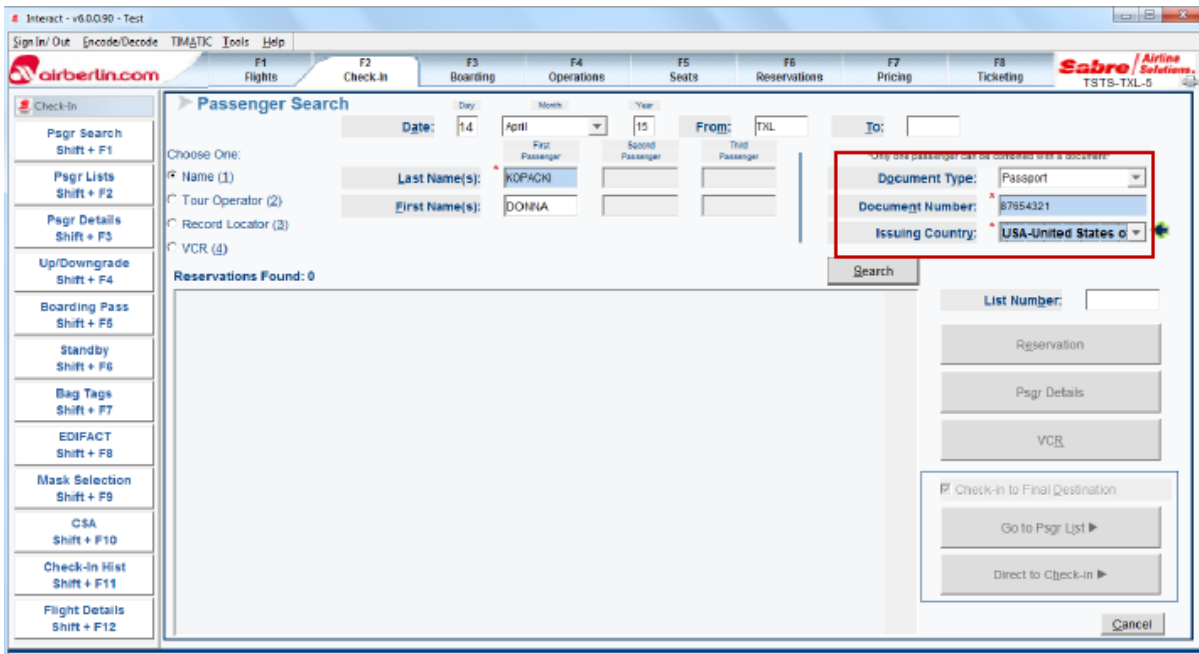 Interact - v6.0.0.90 - Test
Sign In/ Out Encode/Decode TIMATIC Tools Help
airberlin.com
F1 Flights
F2 Check-In
F3 Boarding
F4 Operations
F5 Seats
F6 Reservations
F7 Pricing
F8 Ticketing
Sabre Airline Solutions.
TSTS-TXL-5
Check-In
Psgr Search
Shift + F1
Psgr Lists
Shift + F2
Psgr Details
Shift + F3
Up/Downgrade
Shift + F4
Boarding Pass
Shift + F5
Standby
Shift + F6
Bag Tags
Shift + F7
EDIFACT
Shift + F8
Mask Selection
Shift + F9
CSA
Shift + F10
Check-In Hist
Shift + F11
Flight Details
Shift + F12
Passenger Search
Day Month Year
Date: 14 April 15 From: TXL To:
Choose One:
First Passenger Second Passenger Third Passenger
Name (1)
Tour Operator (2)
Record Locator (3)
VCR (4)
Last Name(s): * KOPACKI
First Name(s): DONNA
*Only one passenger can be combined with a document*
Document Type: Passport
Document Number: * 87654321
Issuing Country: * USA-United States o
Search
Reservations Found: 0
List Number:
Reservation
Psgr Details
VCR
Check-in to Final Destination
Go to Psgr List
Direct to Check-in
Cancel